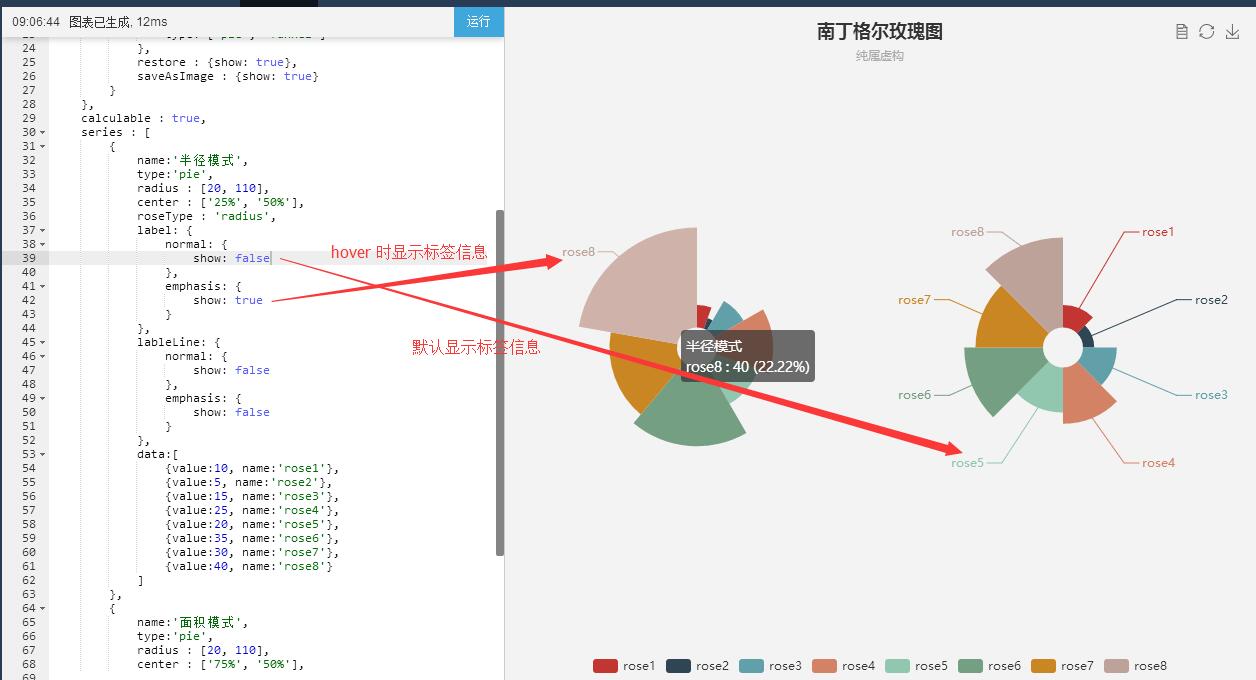 09:06:44 图表已生成, 12ms
运行
24 },
25 restore : {show: true},
26 saveAsImage : {show: true}
27 }
28 },
29 calculable : true,
30 series : [
31 {
32 name:'半径模式',
33 type:'pie',
34 radius : [20, 110],
35 center : ['25%', '50%'],
36 roseType : 'radius',
37 label: {
38 normal: {
39 show: false
40 },
41 emphasis: {
42 show: true
43 }
44 },
45 lableLine: {
46 normal: {
47 show: false
48 },
49 emphasis: {
50 show: false
51 }
52 },
53 data:[
54 {value:10, name:'rose1'},
55 {value:5, name:'rose2'},
56 {value:15, name:'rose3'},
57 {value:25, name:'rose4'},
58 {value:20, name:'rose5'},
59 {value:35, name:'rose6'},
60 {value:30, name:'rose7'},
61 {value:40, name:'rose8'}
62 ]
63 },
64 {
65 name:'面积模式',
66 type:'pie',
67 radius : [20, 110],
68 center : ['75%', '50%'],
69
hover 时显示标签信息
默认显示标签信息
南丁格尔玫瑰图
纯属虚构
rose8
半径模式
rose8 : 40 (22.22%)
rose8
rose1
rose7
rose2
rose6
rose3
rose5
rose4
rose1 rose2 rose3 rose4 rose5 rose6 rose7 rose8